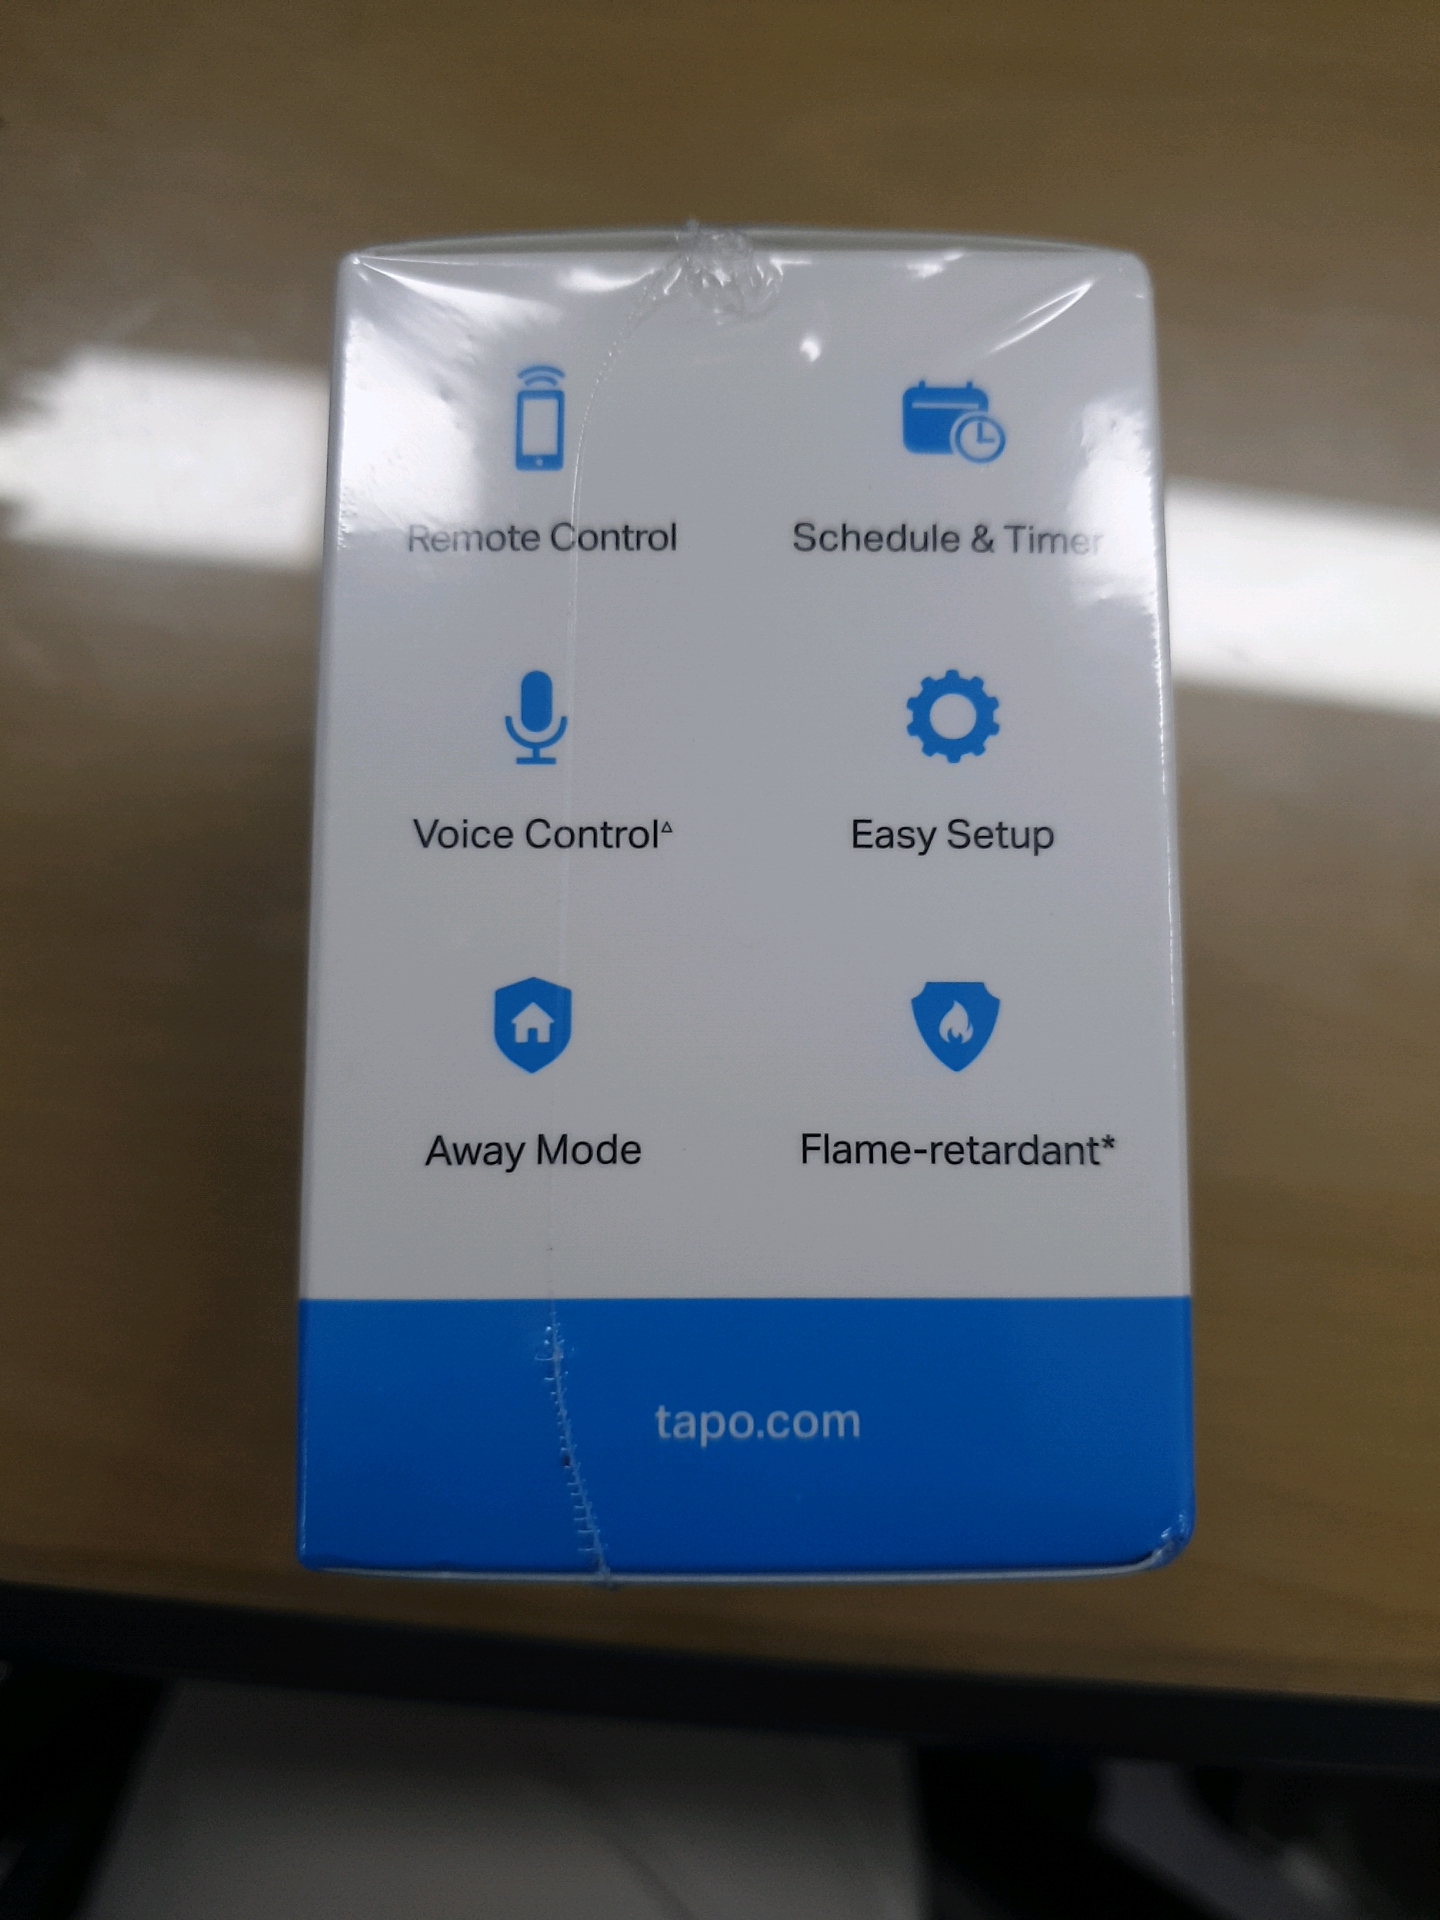 Remote Control
Schedule & Timer
Voice Control△
Easy Setup
Away Mode
Flame-retardant*
tapo.com